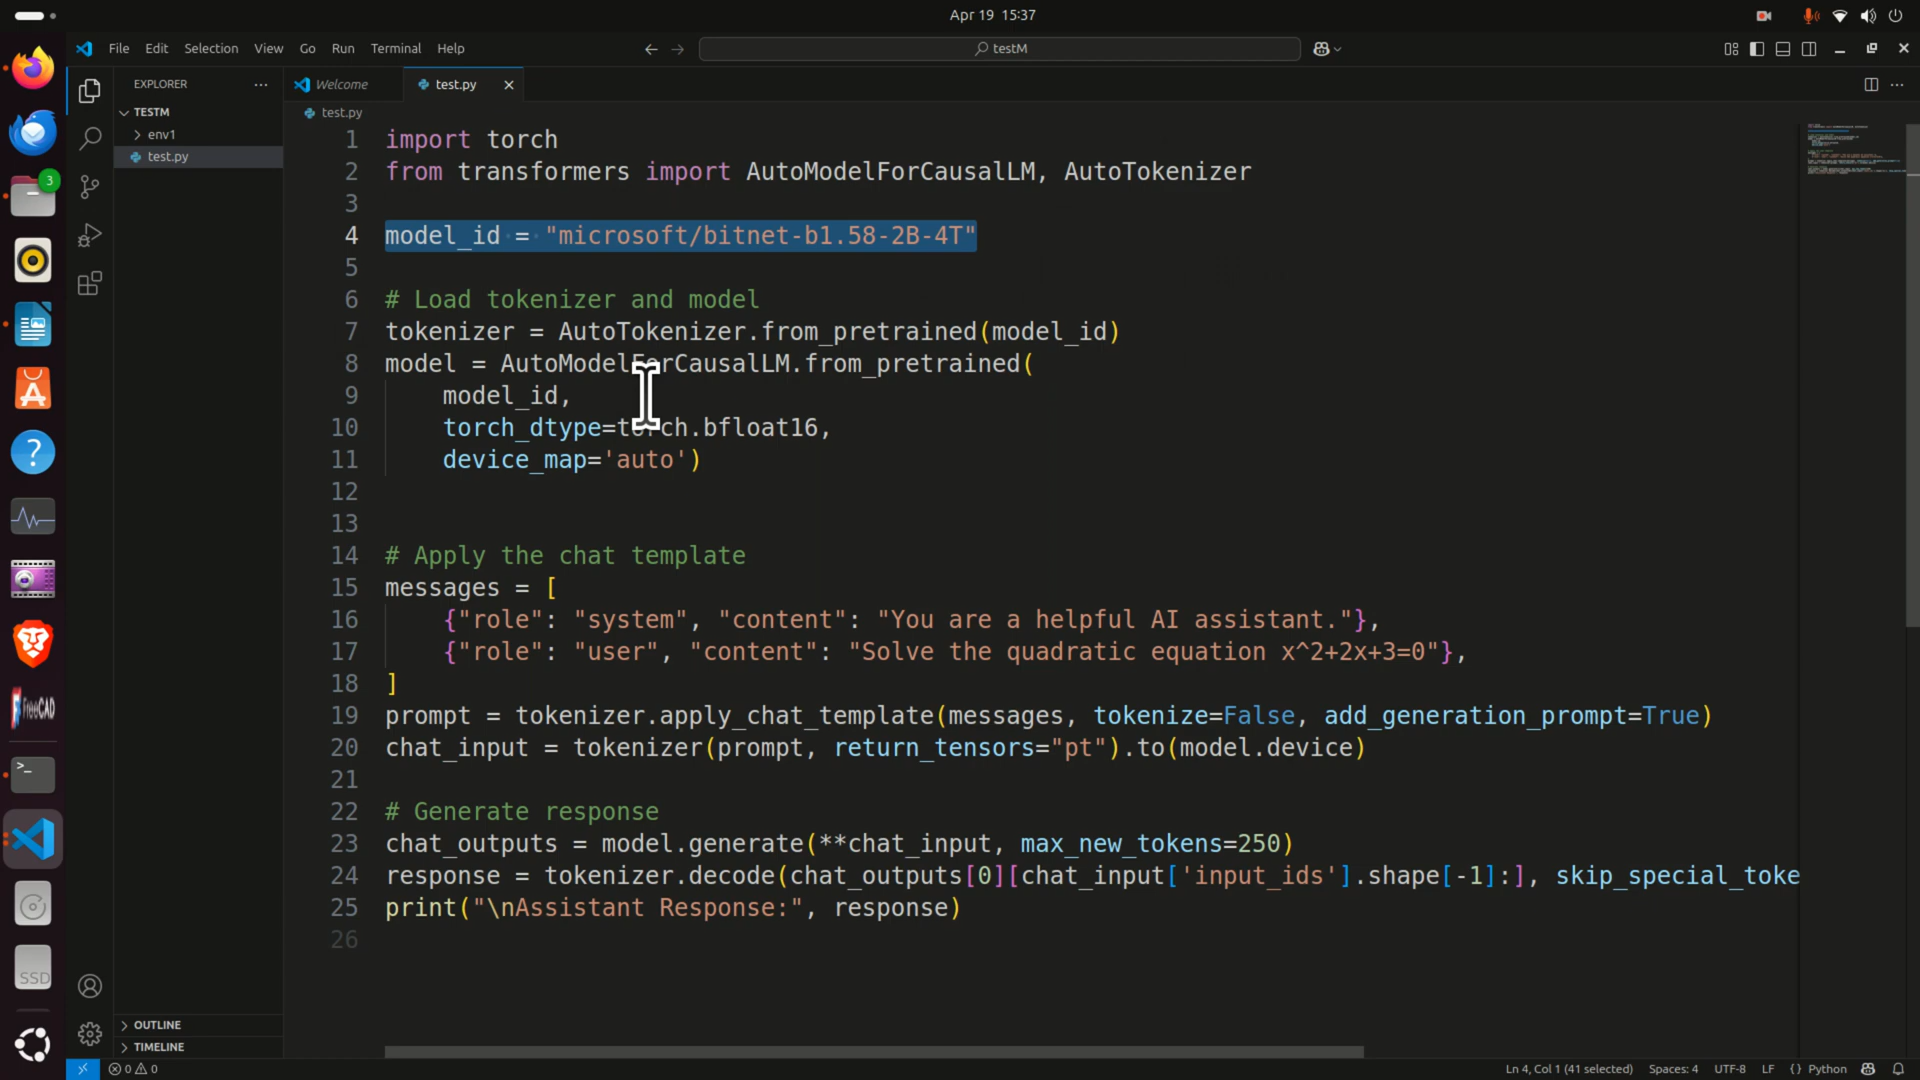 Apr 19 15:37
File Edit Selection View Go Run Terminal Help
testM
EXPLORER
Welcome
test.py
TESTM
env1
test.py
test.py
3
1 import torch
2 from transformers import AutoModelForCausalLM, AutoTokenizer
3
4 model_id = "microsoft/bitnet-b1.58-2B-4T"
5
6 # Load tokenizer and model
7 tokenizer = AutoTokenizer.from_pretrained(model_id)
8 model = AutoModelForCausalLM.from_pretrained(
9 model_id,
10 torch_dtype=torch.bfloat16,
11 device_map='auto')
12
13
14 # Apply the chat template
15 messages = [
16 {"role": "system", "content": "You are a helpful AI assistant."},
17 {"role": "user", "content": "Solve the quadratic equation x^2+2x+3=0"},
18 ]
19 prompt = tokenizer.apply_chat_template(messages, tokenize=False, add_generation_prompt=True)
20 chat_input = tokenizer(prompt, return_tensors="pt").to(model.device)
21
22 # Generate response
23 chat_outputs = model.generate(**chat_input, max_new_tokens=250)
24 response = tokenizer.decode(chat_outputs[0][chat_input['input_ids'].shape[-1]:], skip_special_toke
25 print("\nAssistant Response:", response)
26
FreeCAD
SSD
OUTLINE
TIMELINE
0 0
Ln 4, Col 1 (41 selected) Spaces: 4 UTF-8 LF {} Python